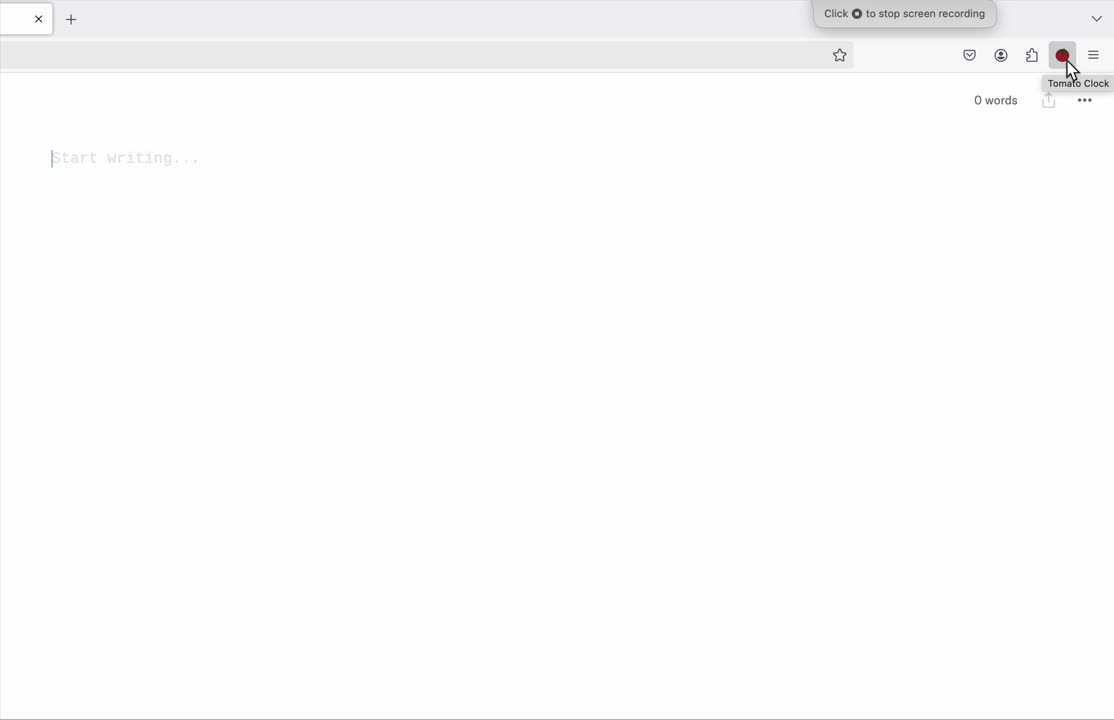 Click to stop screen recording
Tomato Clock
0 words
Start writing...